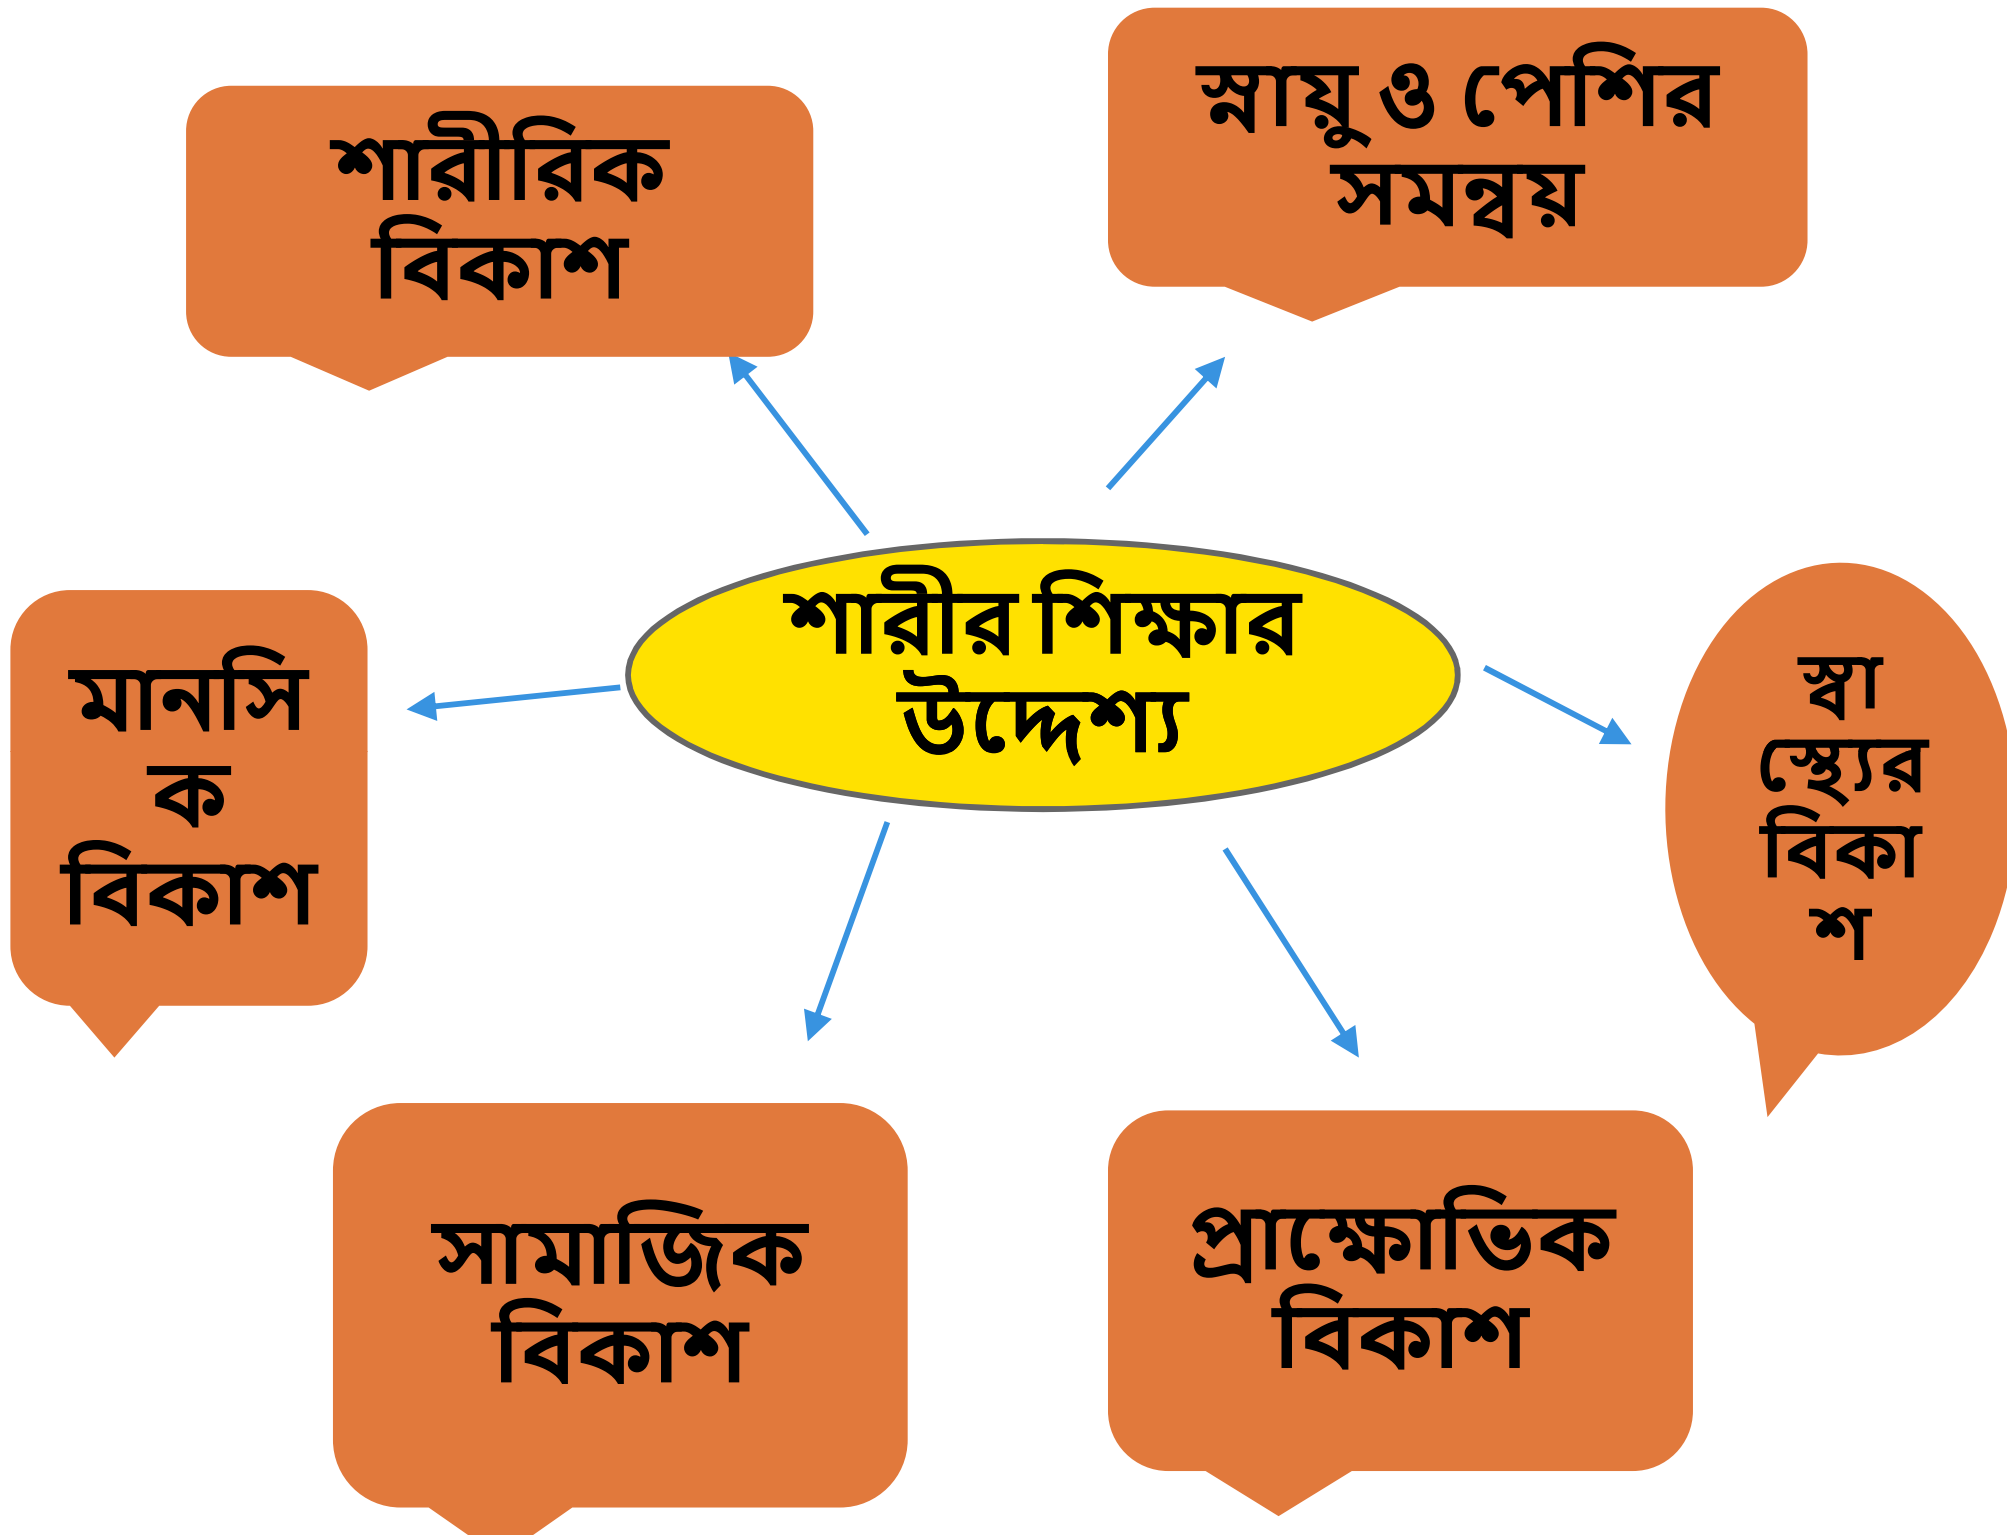 শারীরিক
বিকাশ
স্নায়ু ও পেশির
সমন্বয়
শারীর শিক্ষার
উদ্দেশ্য
মানসি
ক
বিকাশ
স্বা
স্থ্যের
বিকা
শ
সামাজিক
বিকাশ
প্রাক্ষোভিক
বিকাশ